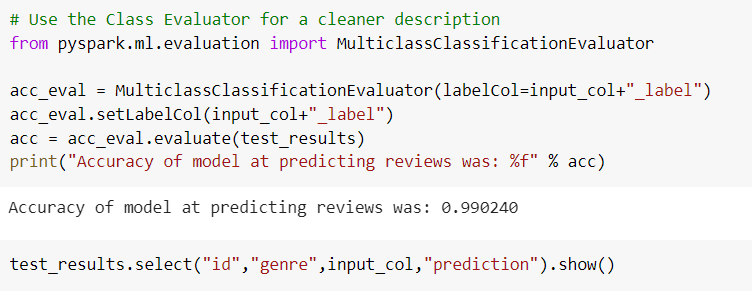 # Use the Class Evaluator for a cleaner description
from pyspark.ml.evaluation import MulticlassClassificationEvaluator
acc_eval = MulticlassClassificationEvaluator(labelCol=input_col+"_label")
acc_eval.setLabelCol(input_col+"_label")
acc = acc_eval.evaluate(test_results)
print("Accuracy of model at predicting reviews was: %f" % acc)
Accuracy of model at predicting reviews was: 0.990240
test_results.select("id","genre",input_col,"prediction").show()